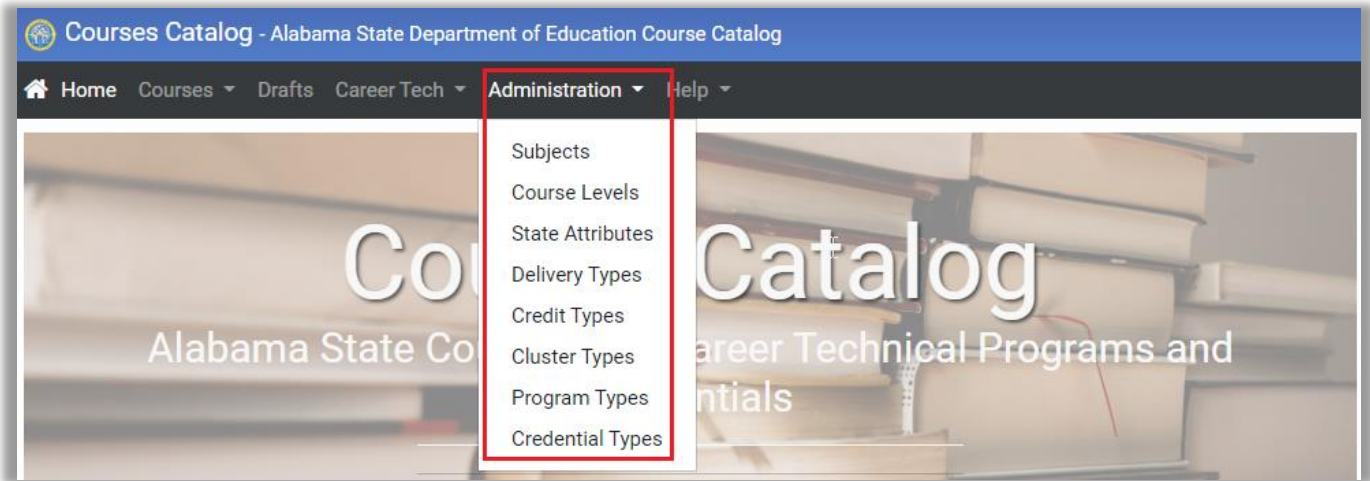 Courses Catalog - Alabama State Department of Education Course Catalog
Home Courses Drafts Career Tech Administration Help
Subjects
Course Levels
State Attributes
Delivery Types
Credit Types
Cluster Types
Program Types
Credential Types
Cou Catalog
Alabama State Co areer Technical Programs and
ntials